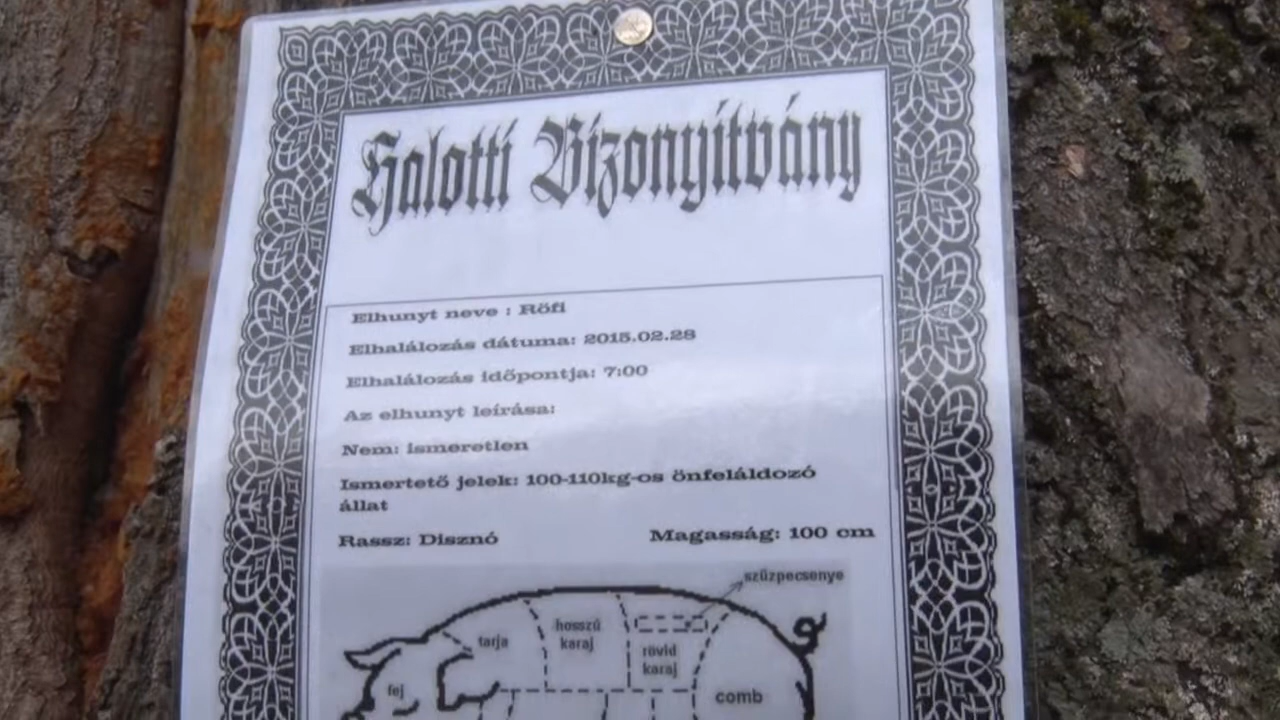 Halotti Bizonyítvány
Elhunyt neve : Röfi
Elhalálozás dátuma: 2015.02.28
Elhalálozás időpontja: 7:00
Az elhunyt leírása:
Nem: ismeretlen
Ismertető jelek: 100-110kg-os önfeláldozó
állat
Rassz: Disznó Magasság: 100 cm
szűzpecsenye
tarja
hosszú
karaj
rövid
karaj
fej
comb